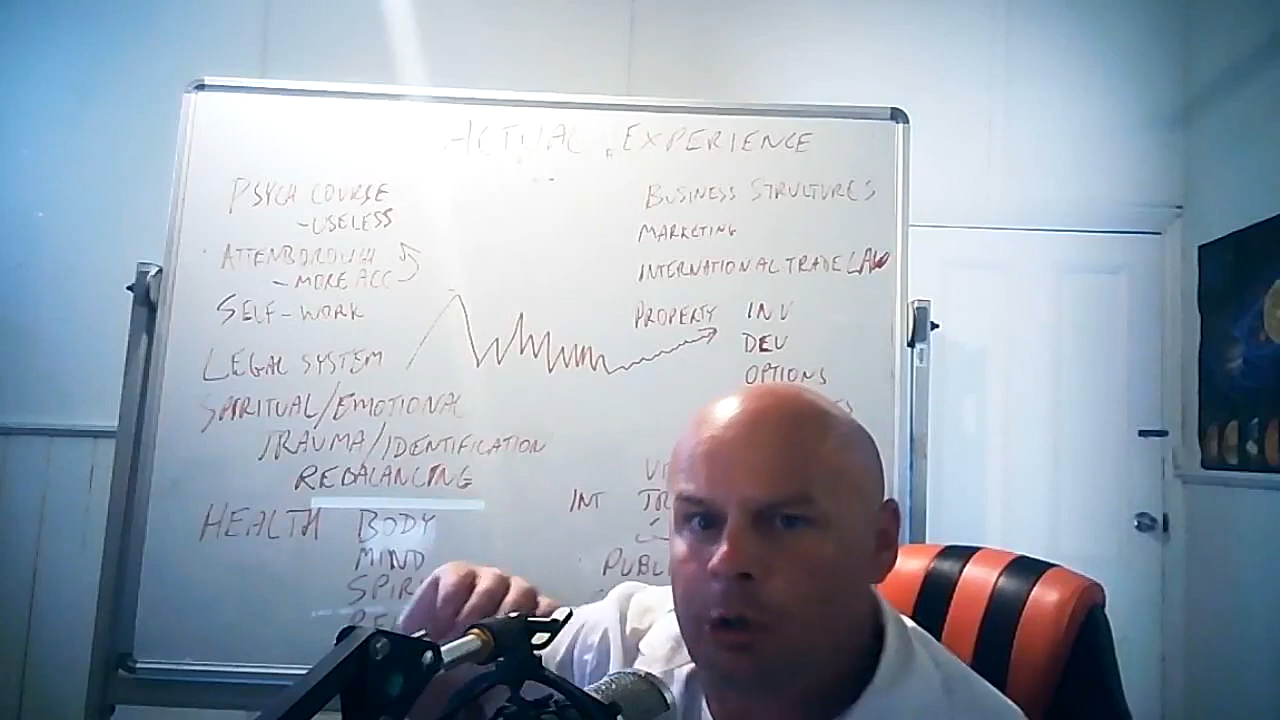 ACTUAL EXPERIENCE
PSYCH COURSE
-USELESS
ATTENBOROUGH
-MORE ACC
SELF-WORK
LEGAL SYSTEM
SPIRITUAL/EMOTIONAL
TRAUMA/IDENTIFICATION
REBALANCING
HEALTH BODY
MIND
BUSINESS STRUCTURES
MARKETING
INTERNATIONAL TRADE LAW
PROPERTY INV
DEV
OPTIONS
INT